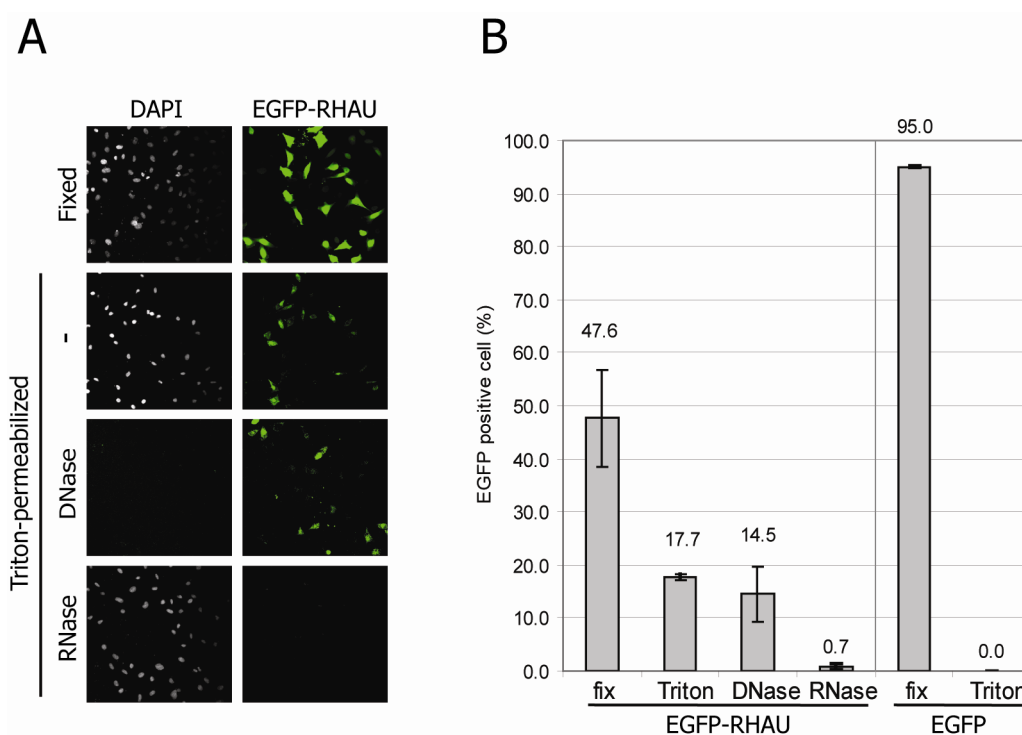 A
DAPI EGFP-RHAU
Fixed
Triton-permeabilized
-
DNase
RNase
B
EGFP positive cell (%)
100.0
90.0
80.0
70.0
60.0
50.0
40.0
30.0
20.0
10.0
0.0
47.6
17.7
14.5
0.7
95.0
0.0
fix Triton DNase RNase fix Triton
EGFP-RHAU EGFP